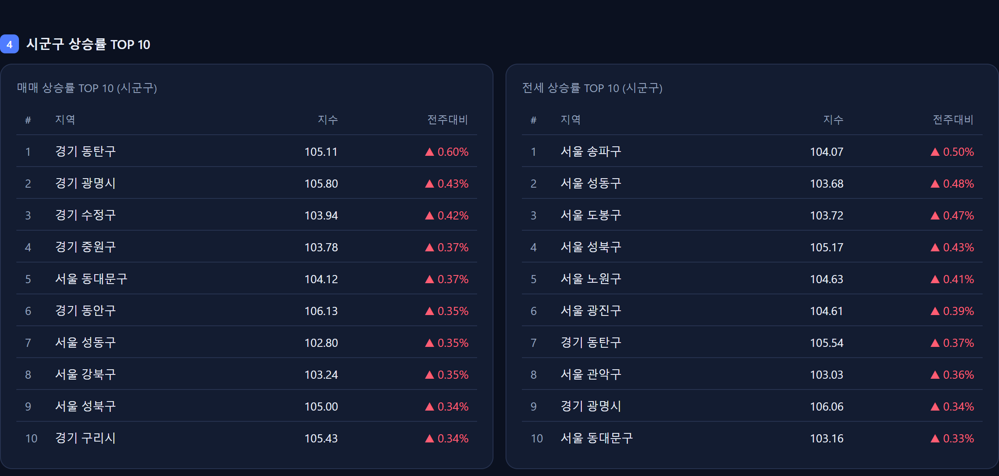 4 시군구 상승률 TOP 10
매매 상승률 TOP 10 (시군구)
# 지역 지수 전주대비
1 경기 동탄구 105.11 ▲ 0.60%
2 경기 광명시 105.80 ▲ 0.43%
3 경기 수정구 103.94 ▲ 0.42%
4 경기 중원구 103.78 ▲ 0.37%
5 서울 동대문구 104.12 ▲ 0.37%
6 경기 동안구 106.13 ▲ 0.35%
7 서울 성동구 102.80 ▲ 0.35%
8 서울 강북구 103.24 ▲ 0.35%
9 서울 성북구 105.00 ▲ 0.34%
10 경기 구리시 105.43 ▲ 0.34%
전세 상승률 TOP 10 (시군구)
# 지역 지수 전주대비
1 서울 송파구 104.07 ▲ 0.50%
2 서울 성동구 103.68 ▲ 0.48%
3 서울 도봉구 103.72 ▲ 0.47%
4 서울 성북구 105.17 ▲ 0.43%
5 서울 노원구 104.63 ▲ 0.41%
6 서울 광진구 104.61 ▲ 0.39%
7 경기 동탄구 105.54 ▲ 0.37%
8 서울 관악구 103.03 ▲ 0.36%
9 경기 광명시 106.06 ▲ 0.34%
10 서울 동대문구 103.16 ▲ 0.33%